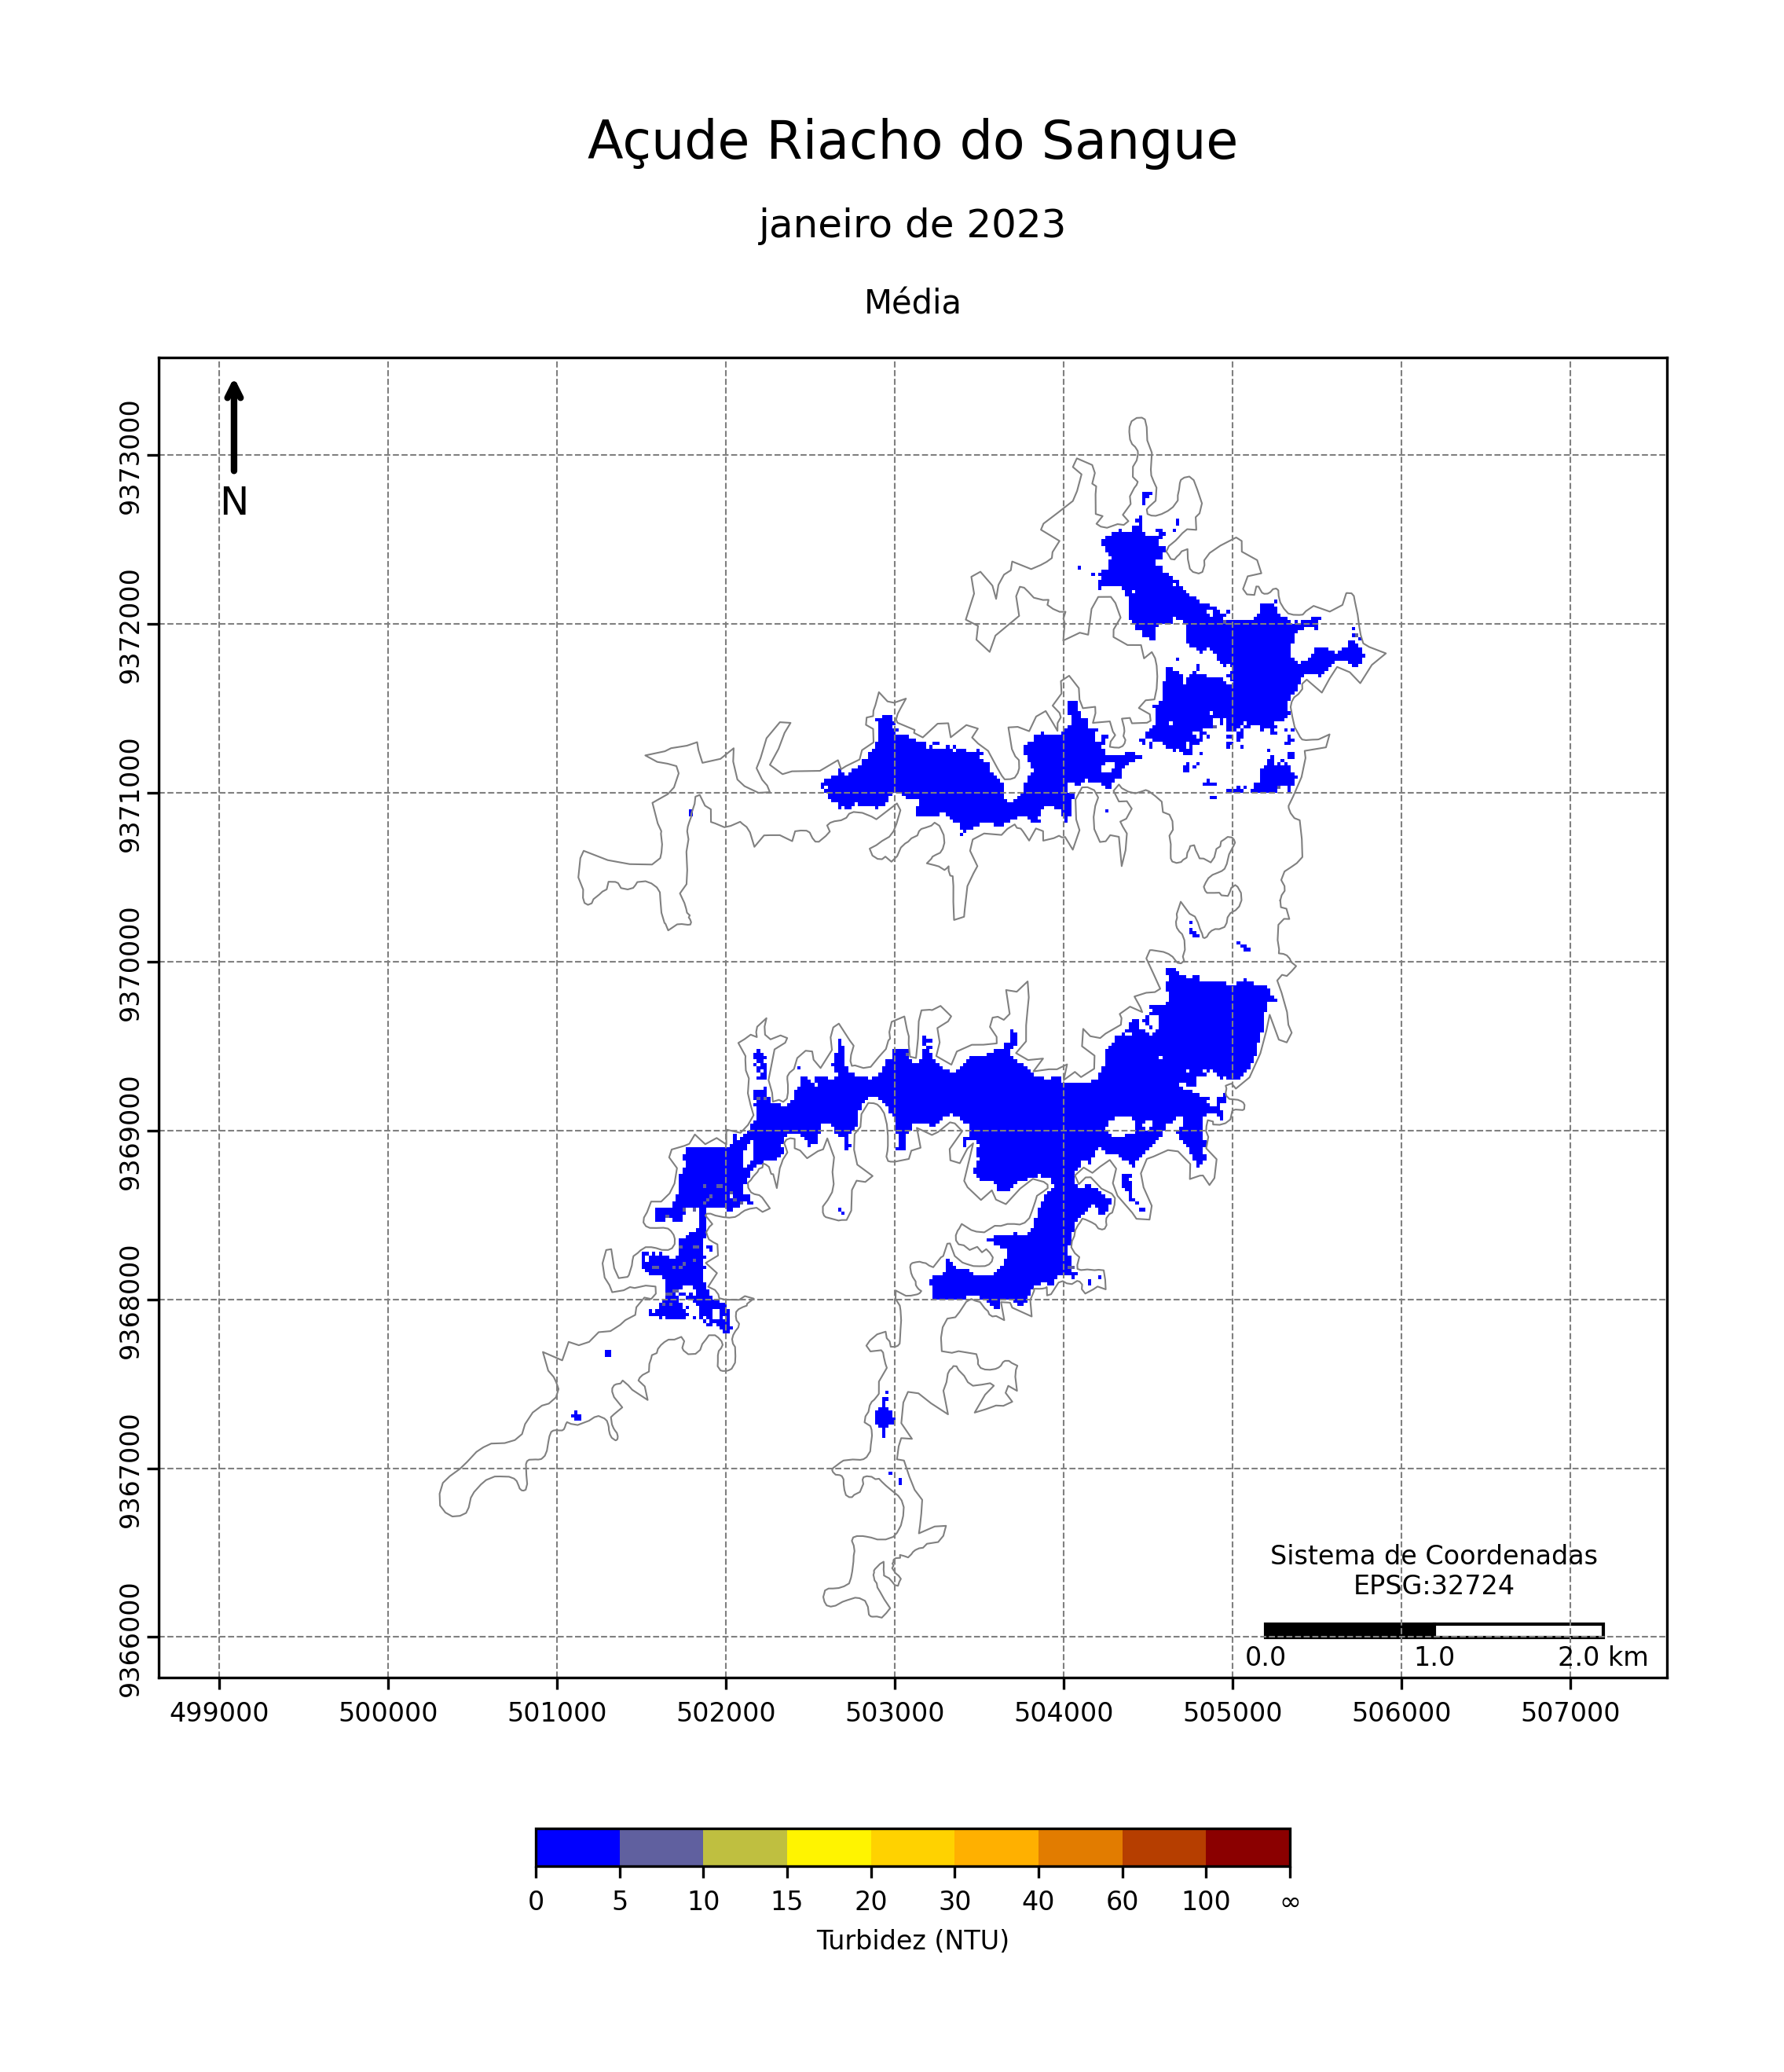 Açude Riacho do Sangue
janeiro de 2023
Média
N
9373000
9372000
9371000
9370000
9369000
9368000
9367000
9366000
Sistema de Coordenadas
EPSG:32724
0.0 1.0 2.0 km
499000 500000 501000 502000 503000 504000 505000 506000 507000
0 5 10 15 20 30 40 60 100 ∞
Turbidez (NTU)